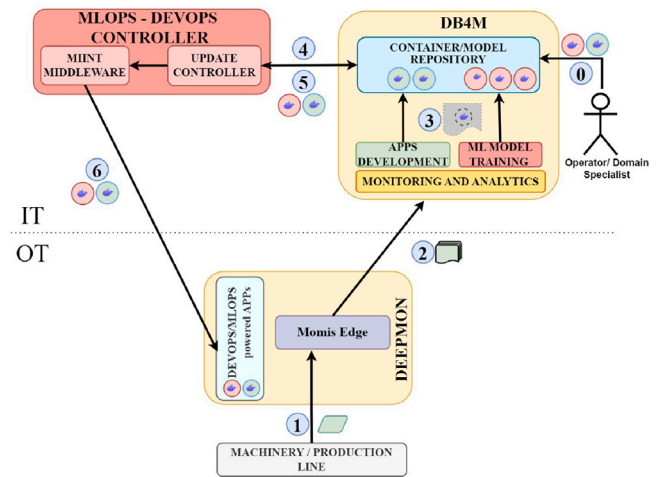 MLOPS - DEVOPS
CONTROLLER
MIINT
MIDDLEWARE
UPDATE
CONTROLLER
4
5
DB4M
CONTAINER/MODEL
REPOSITORY
0
3
APPS
DEVELOPMENT
ML MODEL
TRAINING
MONITORING AND ANALYTICS
Operator/ Domain
Specialist
6
IT
OT
2
DEVOPS/MLOPS
powered APPs
Momis Edge
DEEPMON
1
MACHINERY / PRODUCTION
LINE